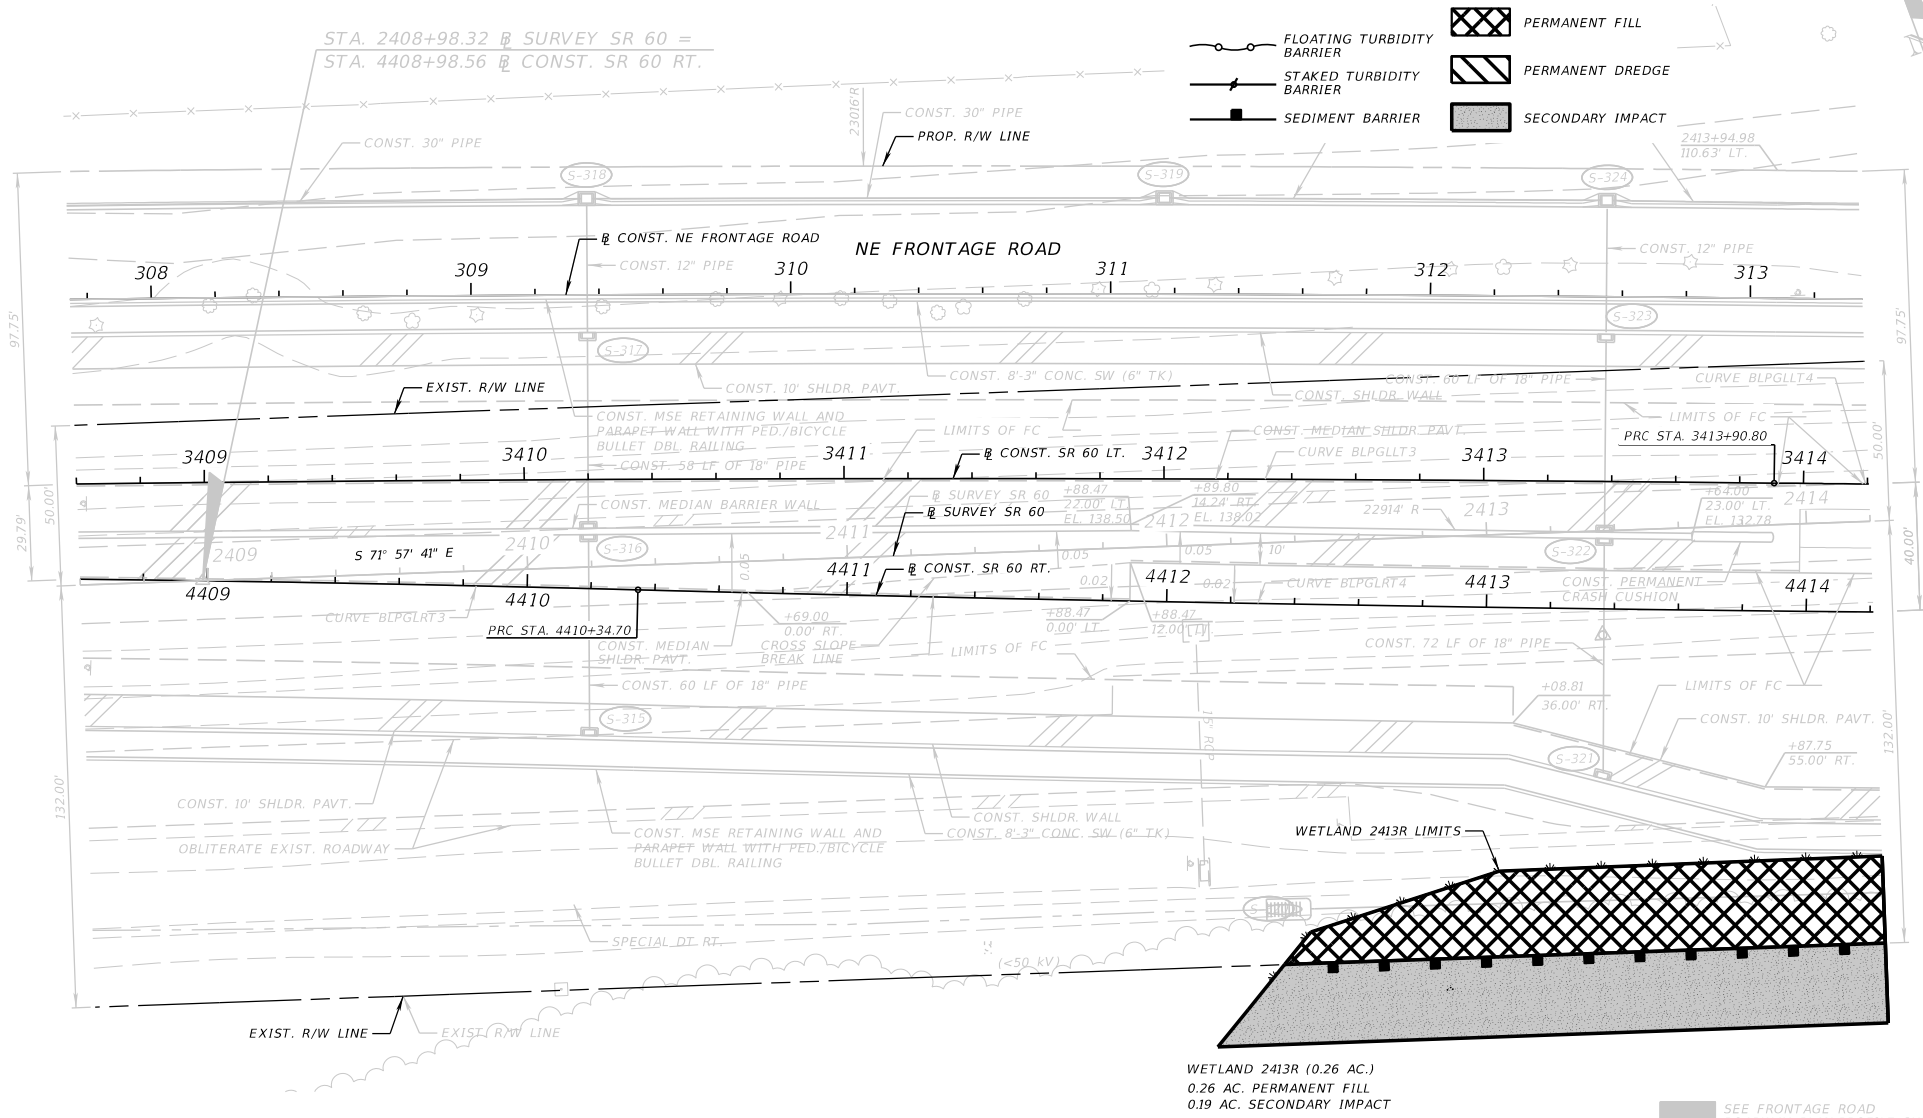 STA. 2408+98.32 ℄ SURVEY SR 60 =
STA. 4408+98.56 ℄ CONST. SR 60 RT.
FLOATING TURBIDITY
BARRIER
STAKED TURBIDITY
BARRIER
SEDIMENT BARRIER
PERMANENT FILL
PERMANENT DREDGE
SECONDARY IMPACT
2413+94.98
110.63' LT.
23016'R
CONST. 30" PIPE
PROP. R/W LINE
CONST. 30" PIPE
S-318
S-319
S-324
℄ CONST. NE FRONTAGE ROAD
NE FRONTAGE ROAD
CONST. 12" PIPE
CONST. 12" PIPE
308
309
310
311
312
313
97.75'
97.75'
S-323
S-317
EXIST. R/W LINE
CONST. 10' SHLDR. PAVT.
CONST. 8'-3" CONC. SW (6" TK)
CONST. 60 LF OF 18" PIPE
CURVE BPLGLLT4
CONST. SHLDR. WALL
CONST. MSE RETAINING WALL AND
PARAPET WALL WITH PED./BICYCLE
BULLET DBL. RAILING
LIMITS OF FC
CONST. MEDIAN SHLDR. PAVT.
LIMITS OF FC
PRC STA. 3413+90.80
50.00'
3409
3410
3411
3412
3413
3414
℄ CONST. SR 60 LT.
CURVE BLPGLLT3
CONST. 58 LF OF 18" PIPE
50.00'
29.79'
CONST. MEDIAN BARRIER WALL
℄ SURVEY SR 60
℄ SURVEY SR 60
+88.47
22.00' LT.
EL. 138.50
+89.80
14.24' RT.
EL. 138.02
22914' R
+64.00
23.00' LT.
EL. 132.78
2409
2410
2411
2412
2413
2414
S 71° 57' 41" E
S-316
S-322
0.05
0.05
0.05
10'
40.00'
℄ CONST. SR 60 RT.
4409
4410
4411
4412
4413
4414
0.02
0.02
CURVE BLPGLRT4
CONST. PERMANENT
CRASH CUSHION
CURVE BLPGLRT3
PRC STA. 4410+34.70
+69.00
0.00' RT.
+88.47
0.00' LT.
+88.47
12.00' LT.
CONST. MEDIAN
SHLDR. PAVT.
CROSS SLOPE
BREAK LINE
LIMITS OF FC
CONST. 72 LF OF 18" PIPE
CONST. 60 LF OF 18" PIPE
+08.81
36.00' RT.
LIMITS OF FC
S-315
15" RCP
CONST. 10' SHLDR. PAVT.
132.00'
132.00'
S-321
+87.75
55.00' RT.
CONST. 10' SHLDR. PAVT.
CONST. SHLDR. WALL
CONST. 8'-3" CONC. SW (6" TK)
OBLITERATE EXIST. ROADWAY
CONST. MSE RETAINING WALL AND
PARAPET WALL WITH PED./BICYCLE
BULLET DBL. RAILING
WETLAND 2413R LIMITS
SPECIAL DT RT.
(<50 kV)
EXIST. R/W LINE
EXIST. R/W LINE
WETLAND 2413R (0.26 AC.)
0.26 AC. PERMANENT FILL
0.19 AC. SECONDARY IMPACT
SEE FRONTAGE ROAD